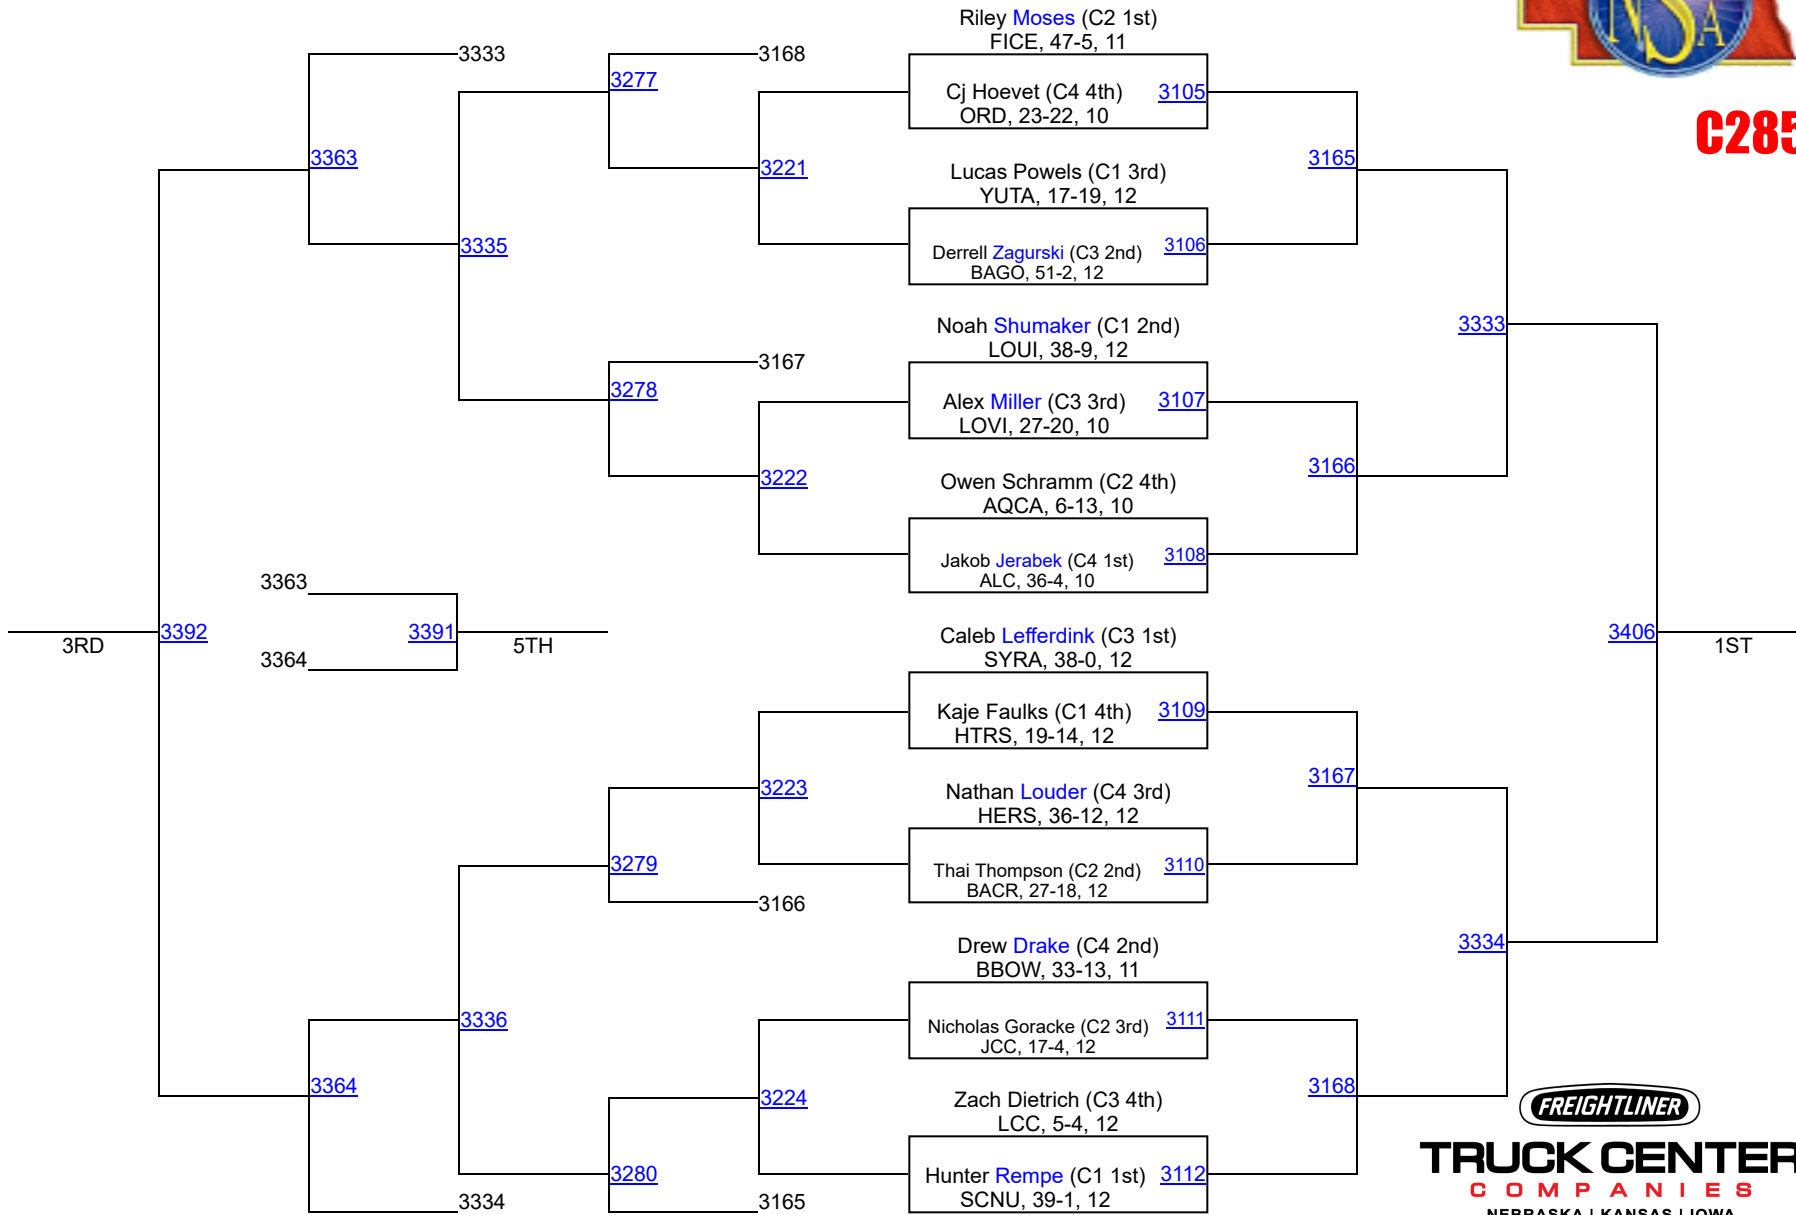 Riley Moses (C2 1st)
FICE, 47-5, 11
NSA
3333
3168
3277
Cj Hoevet (C4 4th)
3105
ORD, 23-22, 10
C285
3363
3221
Lucas Powels (C1 3rd)
YUTA, 17-19, 12
3165
3335
Derrell Zagurski (C3 2nd)
3106
BAGO, 51-2, 12
Noah Shumaker (C1 2nd)
LOUI, 38-9, 12
3333
3167
3278
Alex Miller (C3 3rd)
3107
LOVI, 27-20, 10
3222
Owen Schramm (C2 4th)
AQCA, 6-13, 10
3166
Jakob Jerabek (C4 1st)
3108
ALC, 36-4, 10
3363
3392
3RD
3391
5TH
3364
Caleb Lefferdink (C3 1st)
SYRA, 38-0, 12
3406
1ST
Kaje Faulks (C1 4th)
3109
HTRS, 19-14, 12
3223
Nathan Louder (C4 3rd)
HERS, 36-12, 12
3167
3279
Thai Thompson (C2 2nd)
3110
BACR, 27-18, 12
3166
Drew Drake (C4 2nd)
BBOW, 33-13, 11
3334
3336
Nicholas Goracke (C2 3rd)
3111
JCC, 17-4, 12
3364
3224
Zach Dietrich (C3 4th)
LCC, 5-4, 12
3168
FREIGHTLINER
TRUCK CENTER
COMPANIES
3280
Hunter Rempe (C1 1st)
3112
SCNU, 39-1, 12
3334
3165
NEBRASKA | KANSAS | IOWA